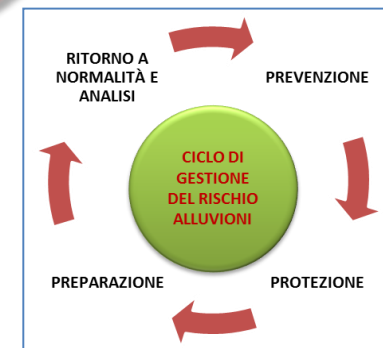 RITORNO A
NORMALITÀ E
ANALISI
PREVENZIONE
CICLO DI
GESTIONE
DEL RISCHIO
ALLUVIONI
PREPARAZIONE
PROTEZIONE